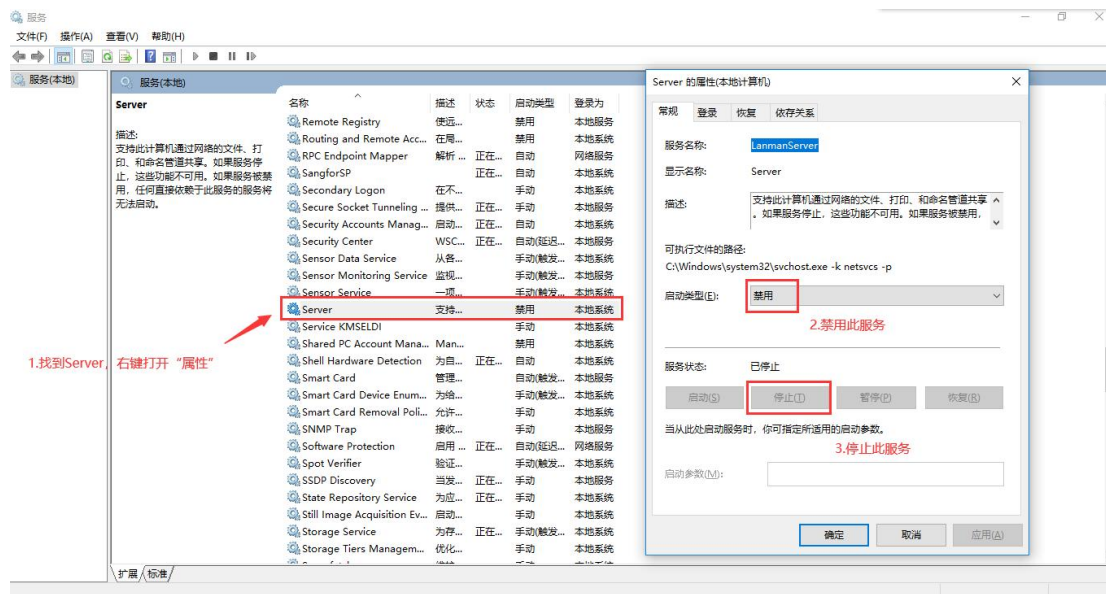 服务
文件(F) 操作(A) 查看(V) 帮助(H)
服务(本地)
服务(本地)
Server
描述:
支持此计算机通过网络的文件、打
印、和命名管道共享。如果服务停
止，这些功能不可用。如果服务被禁
用，任何直接依赖于此服务的服务将
无法启动。
名称 描述 状态 启动类型 登录为
Remote Registry 使远... 禁用 本地服务
Routing and Remote Acc... 在局... 禁用 本地系统
RPC Endpoint Mapper 解析 ... 正在... 自动 网络服务
SangforSP 正在... 自动 本地系统
Secondary Logon 在不... 手动 本地系统
Secure Socket Tunneling ... 提供... 正在... 手动 本地服务
Security Accounts Manag... 启动... 正在... 自动 本地系统
Security Center WSC... 正在... 自动(延迟... 本地服务
Sensor Data Service 从各... 手动(触发... 本地系统
Sensor Monitoring Service 监视... 手动(触发... 本地服务
Sensor Service 一项... 手动(触发... 本地系统
Server 支持... 禁用 本地系统
Service KMSELDI 手动 本地系统
Shared PC Account Mana... Man... 禁用 本地系统
Shell Hardware Detection 为自... 正在... 自动 本地系统
Smart Card 管理... 自动(触发... 本地服务
Smart Card Device Enum... 为给... 手动(触发... 本地系统
Smart Card Removal Poli... 允许... 手动 本地系统
SNMP Trap 接收... 手动 本地服务
Software Protection 启用 ... 正在... 自动(延迟... 网络服务
Spot Verifier 验证... 手动(触发... 本地系统
SSDP Discovery 当发... 正在... 手动 本地服务
State Repository Service 为应... 正在... 手动 本地系统
Still Image Acquisition Ev... 启动... 手动 本地系统
Storage Service 为存... 正在... 手动(触发... 本地系统
Storage Tiers Managem... 优化... 手动 本地系统
扩展 标准
1.找到Server，右键打开“属性”
Server 的属性(本地计算机)
常规 登录 恢复 依存关系
服务名称: LanmanServer
显示名称: Server
描述: 支持此计算机通过网络的文件、打印、和命名管道共享
。如果服务停止，这些功能不可用。如果服务被禁用，
可执行文件的路径:
C:\Windows\system32\svchost.exe -k netsvcs -p
启动类型(E): 禁用
2.禁用此服务
服务状态: 已停止
启动(S) 停止(T) 暂停(P) 恢复(R)
当从此处启动服务时，你可指定所适用的启动参数。
3.停止此服务
启动参数(M):
确定 取消 应用(A)